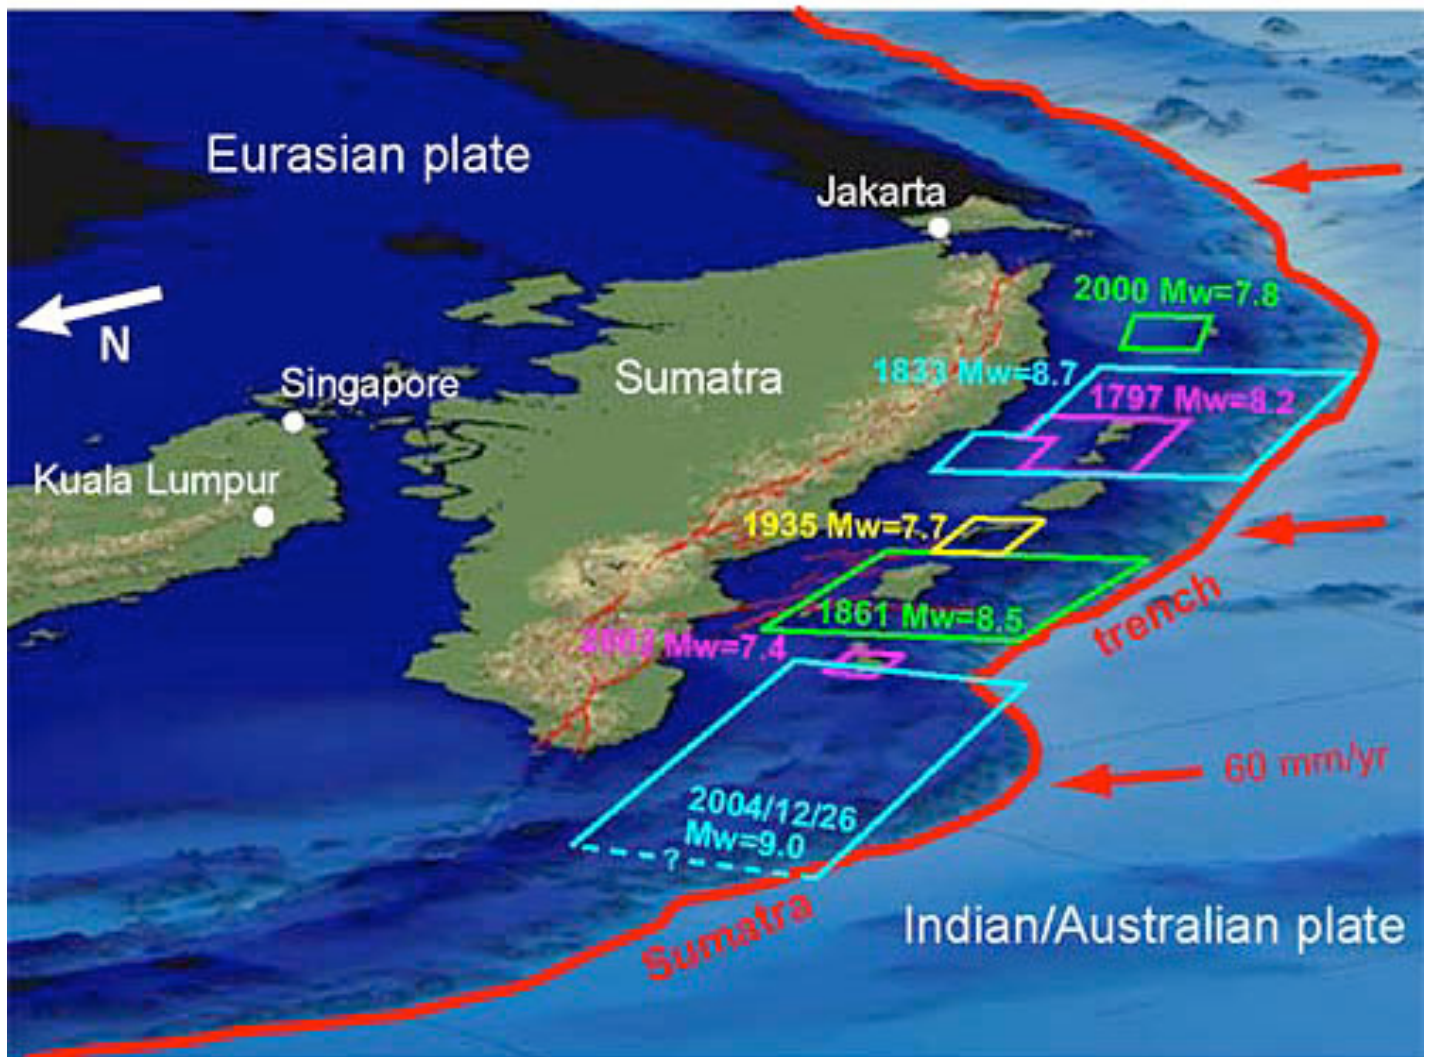 Eurasian plate
Jakarta
2000 Mw=7.8
N
Singapore
Sumatra
1833 Mw=8.7
1797 Mw=8.2
Kuala Lumpur
1935 Mw=7.7
1861 Mw=8.5
Mw=7.4
trench
60 mm/yr
2004/12/26
Mw=9.0
?
Sumatra
Indian/Australian plate